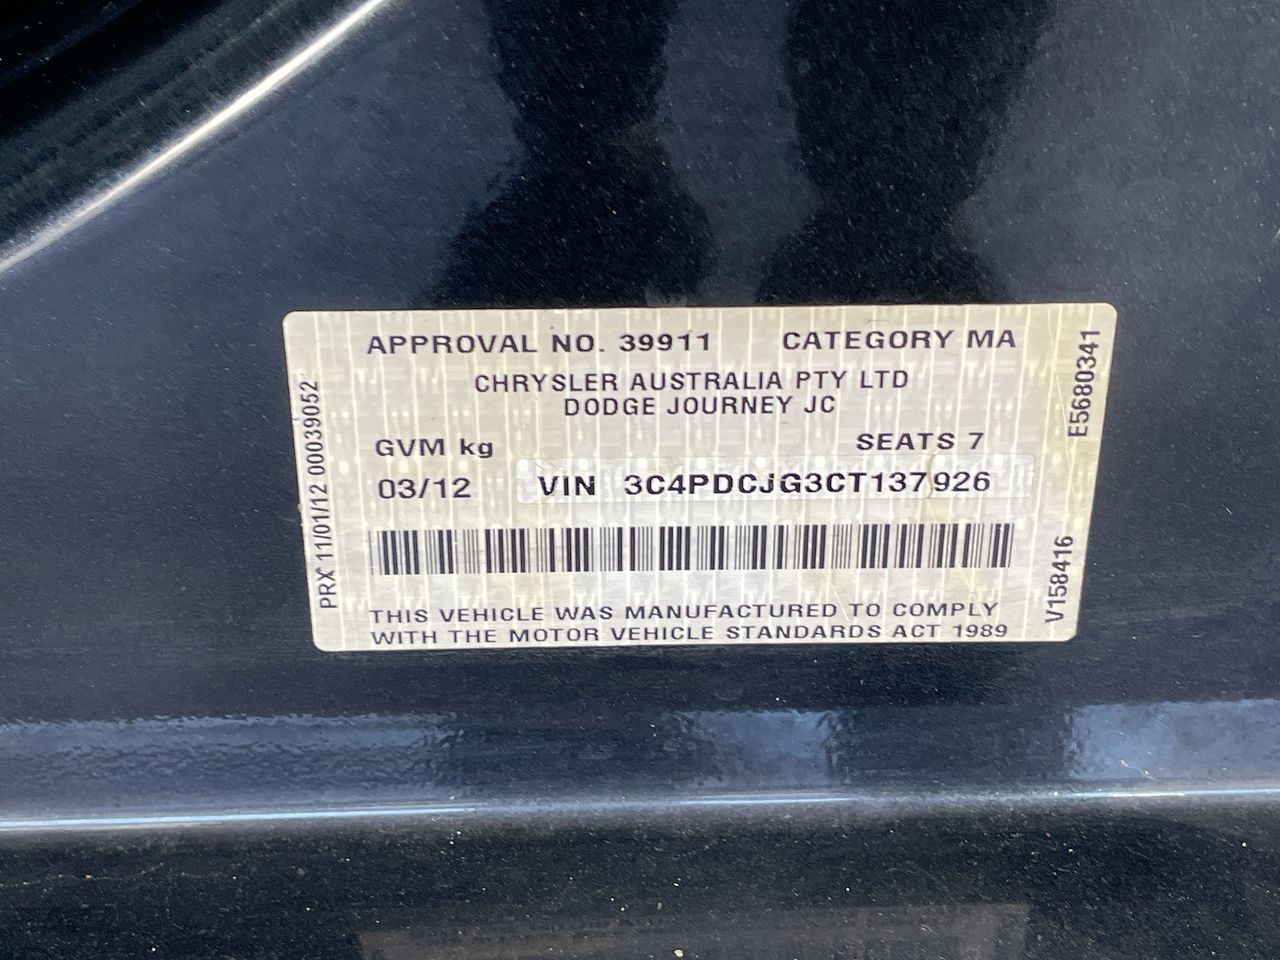 APPROVAL NO. 39911 CATEGORY MA
CHRYSLER AUSTRALIA PTY LTD
DODGE JOURNEY JC
GVM kg SEATS 7
03/12 VIN 3C4PDCJG3CT137926
THIS VEHICLE WAS MANUFACTURED TO COMPLY
WITH THE MOTOR VEHICLE STANDARDS ACT 1989
PRX 11/01/12 00039052
E5680341
V158416